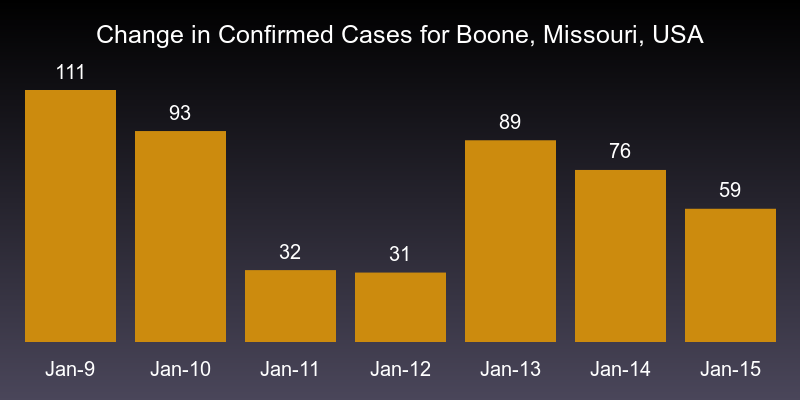 Change in Confirmed Cases for Boone, Missouri, USA
111
93
32
31
89
76
59
Jan-9
Jan-10
Jan-11
Jan-12
Jan-13
Jan-14
Jan-15